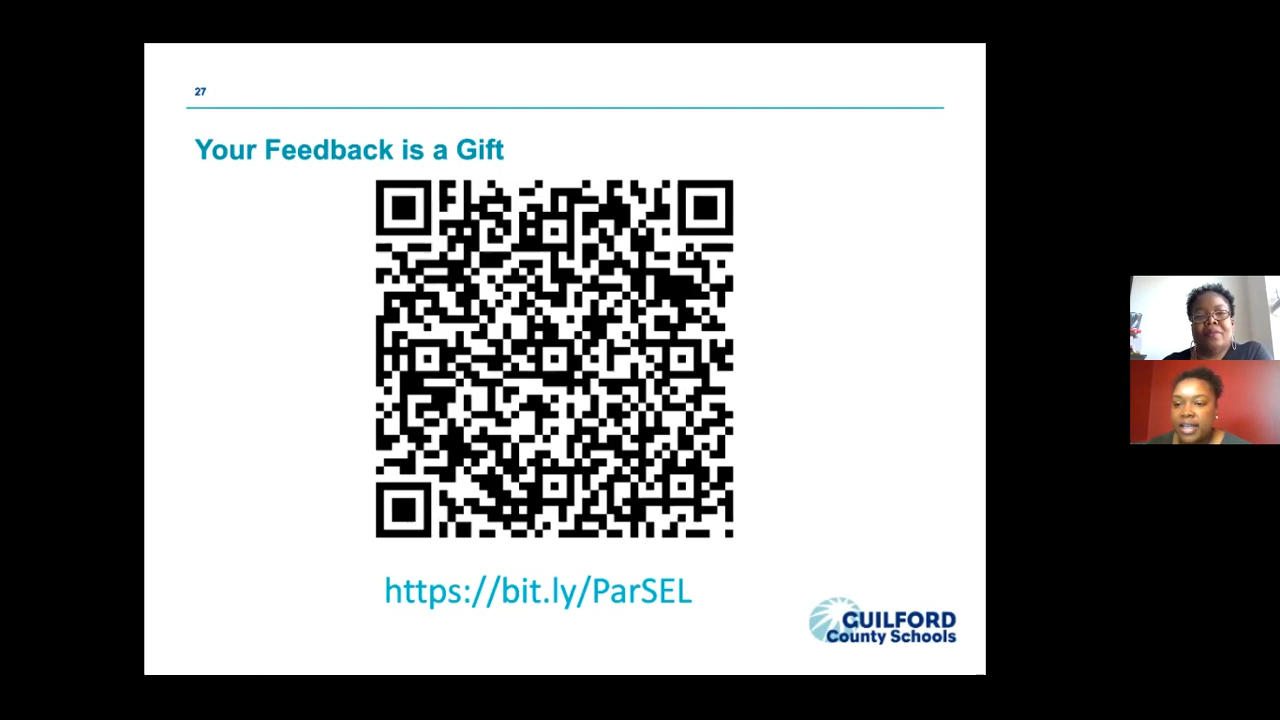 27
Your Feedback is a Gift
https://bit.ly/ParSEL
GUILFORD
County Schools